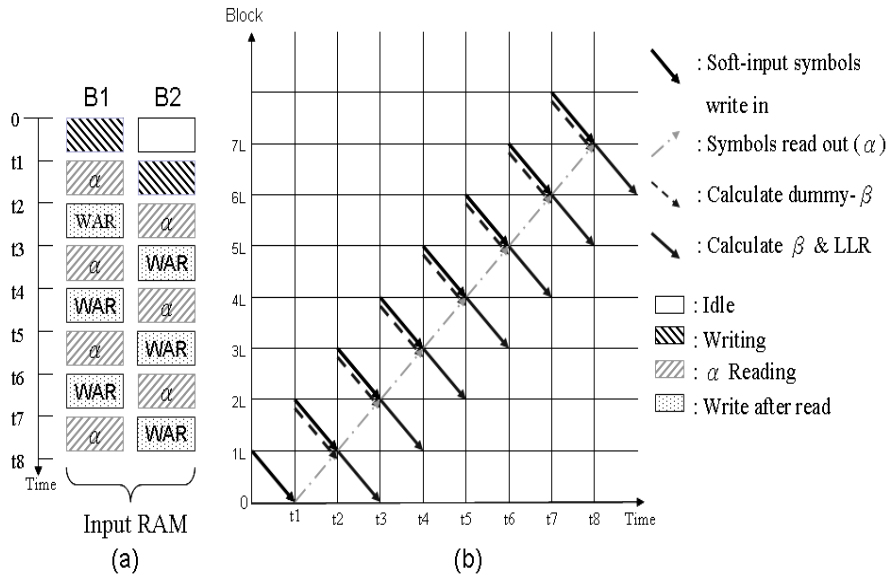 B1 B2
0
α
t1
WAR α
t2
α WAR
t3
WAR α
t4
α WAR
t5
WAR α
t6
α WAR
t7
t8
Time
Input RAM
(a)
Block
7L
6L
5L
4L
3L
2L
1L
0
t1 t2 t3 t4 t5 t6 t7 t8 Time
(b)
: Soft-input symbols
write in
: Symbols read out (α)
: Calculate dummy-β
: Calculate β & LLR
: Idle
: Writing
: α Reading
: Write after read